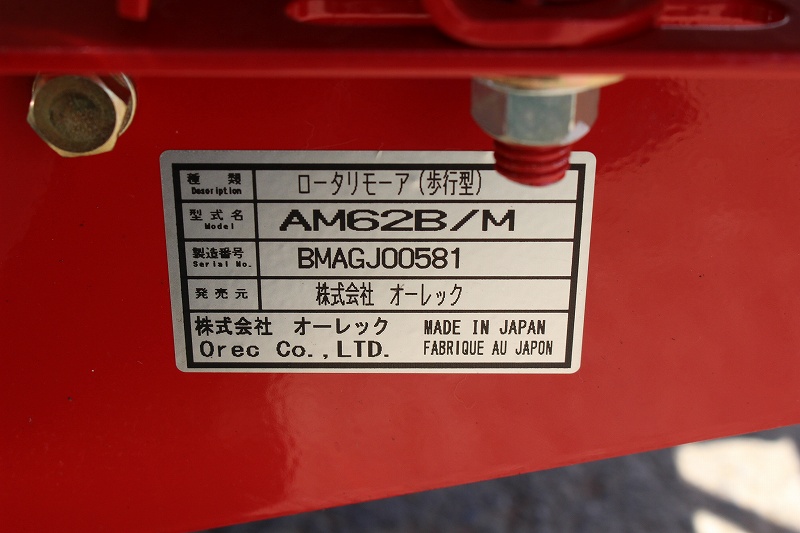 種類 ロータリモーア(歩行型)
Description
型式名 AM62B/M
Model
製造番号 BMAGJ00581
Serial No.
発売元 株式会社 オーレック
株式会社 オーレック MADE IN JAPAN
Orec Co.,LTD. FABRIQUE AU JAPON